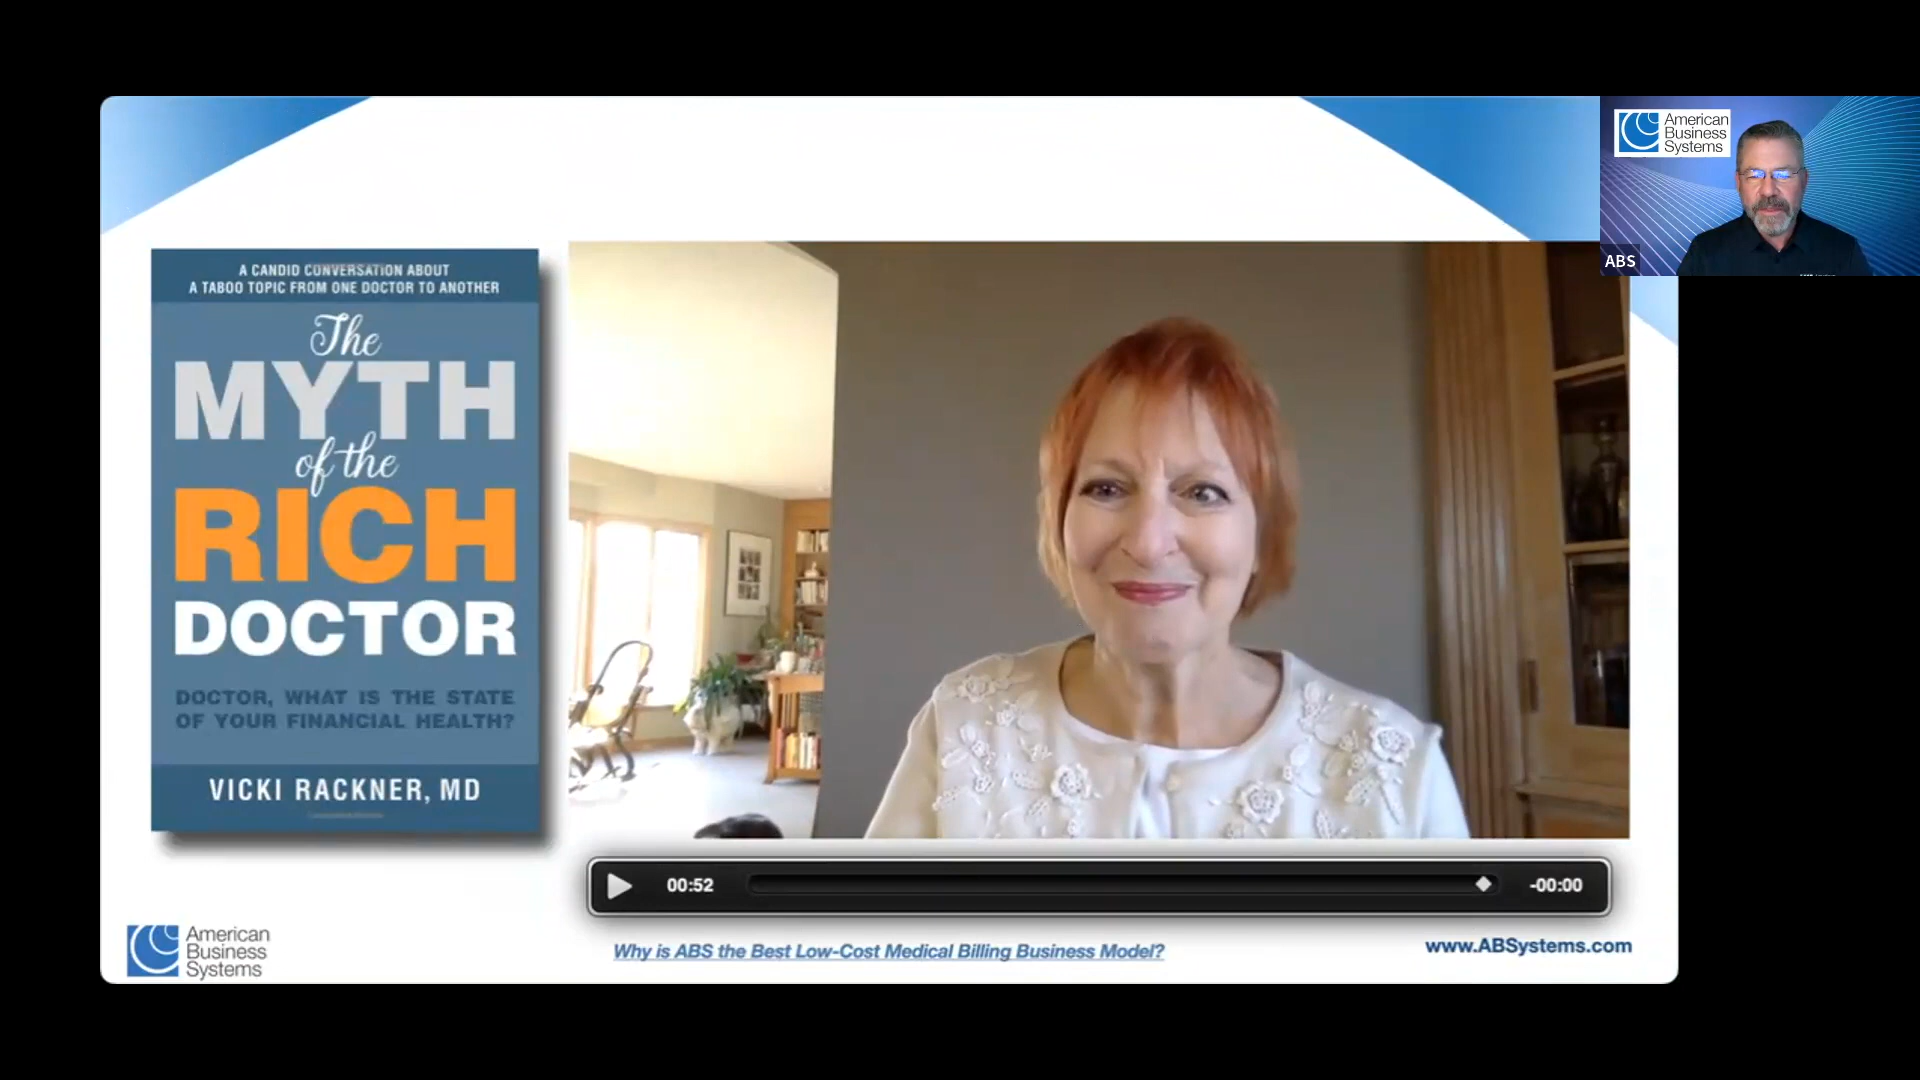 American
Business
Systems
ABS
A CANDID CONVERSATION ABOUT
A TABOO TOPIC FROM ONE DOCTOR TO ANOTHER
The
MYTH
of the
RICH
DOCTOR
DOCTOR, WHAT IS THE STATE
OF YOUR FINANCIAL HEALTH?
VICKI RACKNER, MD
00:52
-00:00
American
Business
Systems
Why is ABS the Best Low-Cost Medical Billing Business Model?
www.ABSystems.com